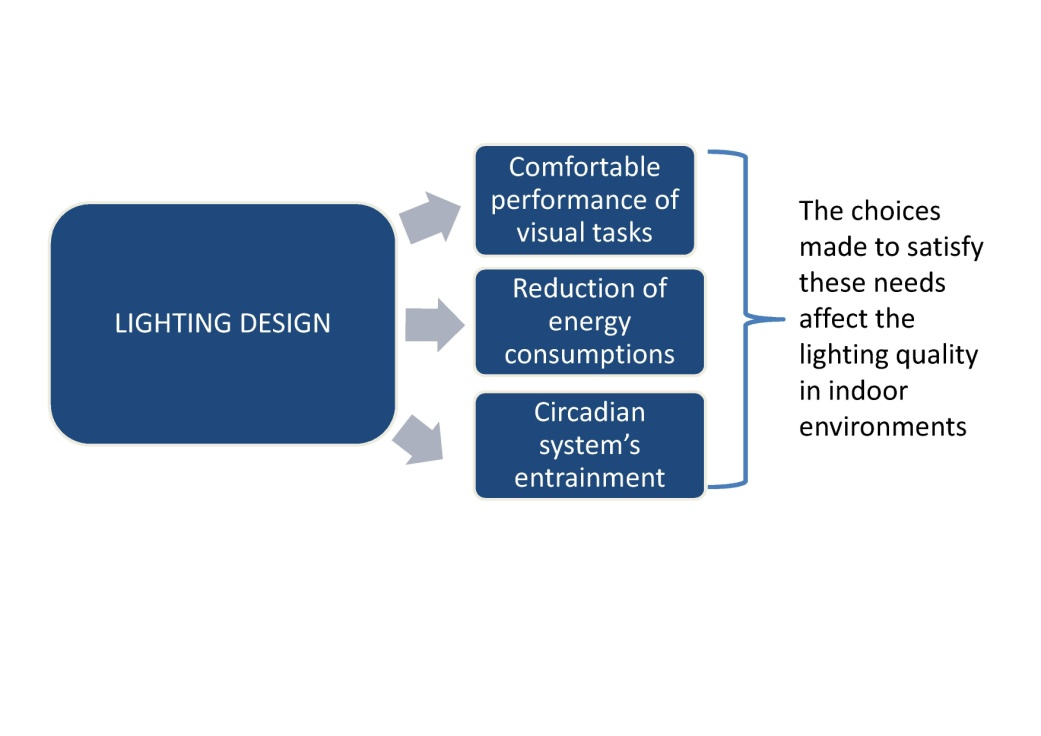 LIGHTING DESIGN
Comfortable
performance of
visual tasks
Reduction of
energy
consumptions
Circadian
system’s
entrainment
The choices
made to satisfy
these needs
affect the
lighting quality
in indoor
environments